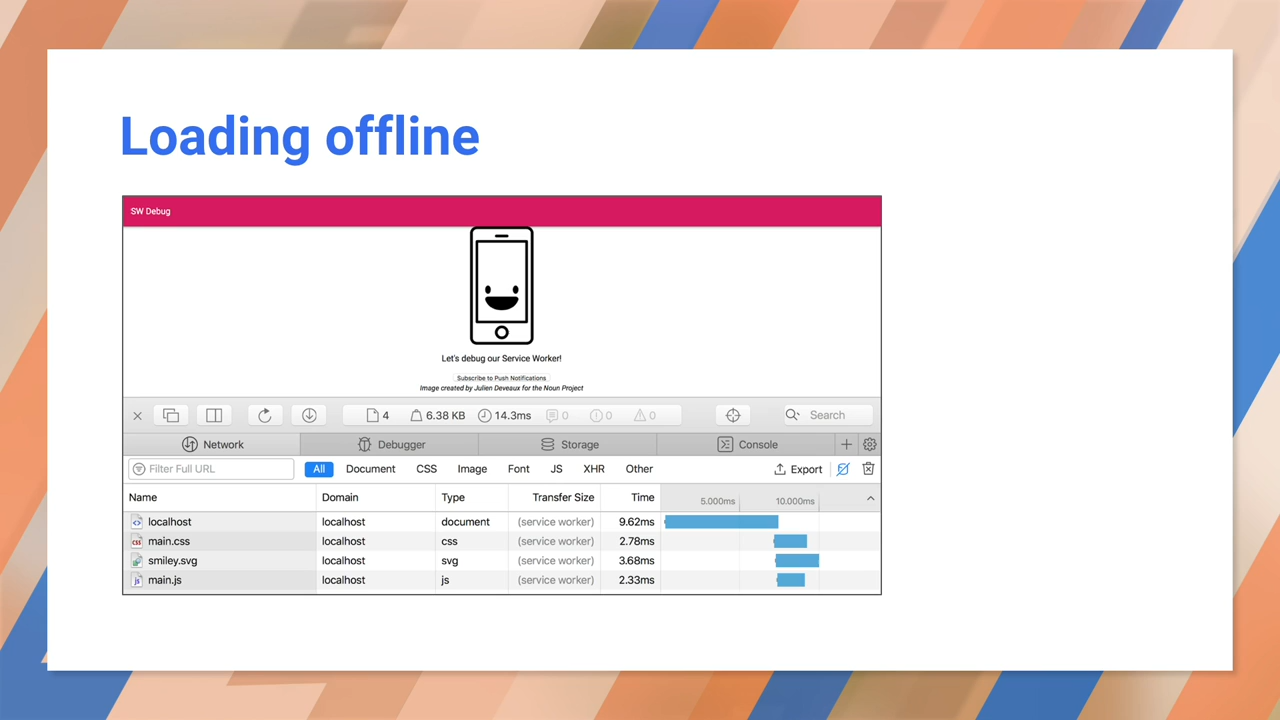 Loading offline
SW Debug
Let's debug our Service Worker!
Subscribe to Push Notifications
Image created by Julien Deveaux for the Noun Project
4 6.38 KB 14.3ms 0 0 0 Search
Network Debugger Storage Console
Filter Full URL All Document CSS Image Font JS XHR Other Export
Name Domain Type Transfer Size Time 5.000ms 10.000ms
localhost localhost document (service worker) 9.62ms
main.css localhost css (service worker) 2.78ms
smiley.svg localhost svg (service worker) 3.68ms
main.js localhost js (service worker) 2.33ms